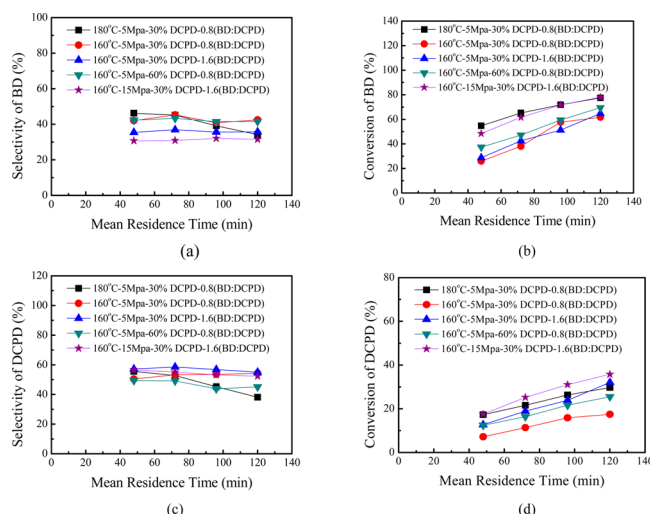 100
80
60
40
20
0
Selectivity of BD (%)
180°C-5Mpa-30% DCPD-0.8(BD:DCPD)
160°C-5Mpa-30% DCPD-0.8(BD:DCPD)
160°C-5Mpa-30% DCPD-1.6(BD:DCPD)
160°C-5Mpa-60% DCPD-0.8(BD:DCPD)
160°C-15Mpa-30% DCPD-1.6(BD:DCPD)
0 20 40 60 80 100 120 140
Mean Residence Time (min)
(a)
140
120
100
80
60
40
20
0
Conversion of BD (%)
180°C-5Mpa-30% DCPD-0.8(BD:DCPD)
160°C-5Mpa-30% DCPD-0.8(BD:DCPD)
160°C-5Mpa-30% DCPD-1.6(BD:DCPD)
160°C-5Mpa-60% DCPD-0.8(BD:DCPD)
160°C-15Mpa-30% DCPD-1.6(BD:DCPD)
0 20 40 60 80 100 120 140
Mean Residence Time (min)
(b)
120
100
80
60
40
20
0
Selectivity of DCPD (%)
180°C-5Mpa-30% DCPD-0.8(BD:DCPD)
160°C-5Mpa-30% DCPD-0.8(BD:DCPD)
160°C-5Mpa-30% DCPD-1.6(BD:DCPD)
160°C-5Mpa-60% DCPD-0.8(BD:DCPD)
160°C-15Mpa-30% DCPD-1.6(BD:DCPD)
0 20 40 60 80 100 120 140
Mean Residence Time (min)
(c)
80
60
40
20
0
Conversion of DCPD (%)
180°C-5Mpa-30% DCPD-0.8(BD:DCPD)
160°C-5Mpa-30% DCPD-0.8(BD:DCPD)
160°C-5Mpa-30% DCPD-1.6(BD:DCPD)
160°C-5Mpa-60% DCPD-0.8(BD:DCPD)
160°C-15Mpa-30% DCPD-1.6(BD:DCPD)
0 20 40 60 80 100 120 140
Mean Residence Time (min)
(d)